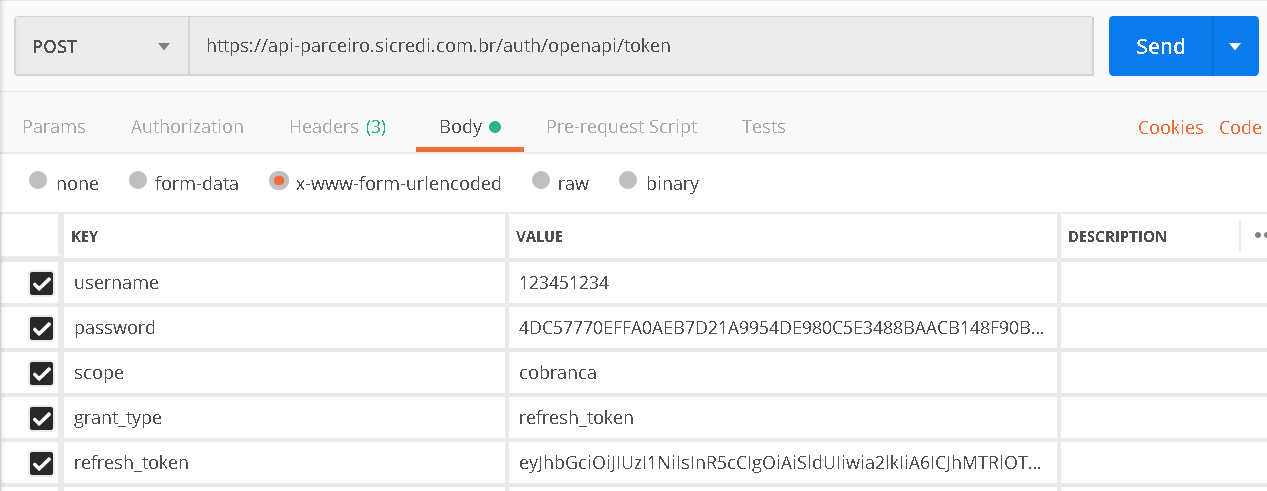 POST https://api-parceiro.sicredi.com.br/auth/openapi/token Send
Params Authorization Headers (3) Body Pre-request Script Tests Cookies Code
none form-data x-www-form-urlencoded raw binary
KEY VALUE DESCRIPTION
username 123451234
password 4DC57770EFFA0AEB7D21A9954DE980C5E3488BAACB148F90B...
scope cobranca
grant_type refresh_token
refresh_token eyJhbGciOiJIUzI1NiIsInR5cCIgOiAiSldUIiwia2lkIiA6ICJhMTRlOT...